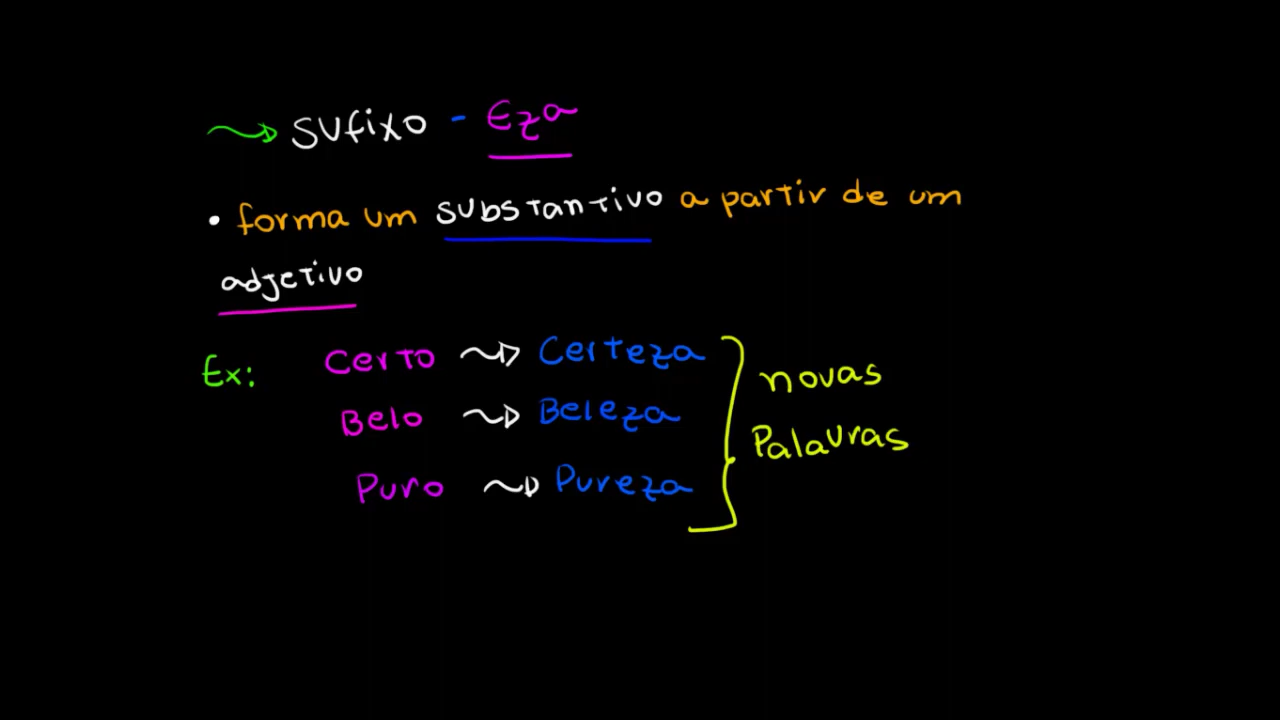 Sufixo - Eza
• forma um substantivo a partir de um
adjetivo
Ex: Certo Certeza
Belo Beleza
Puro Pureza
novas
Palavras